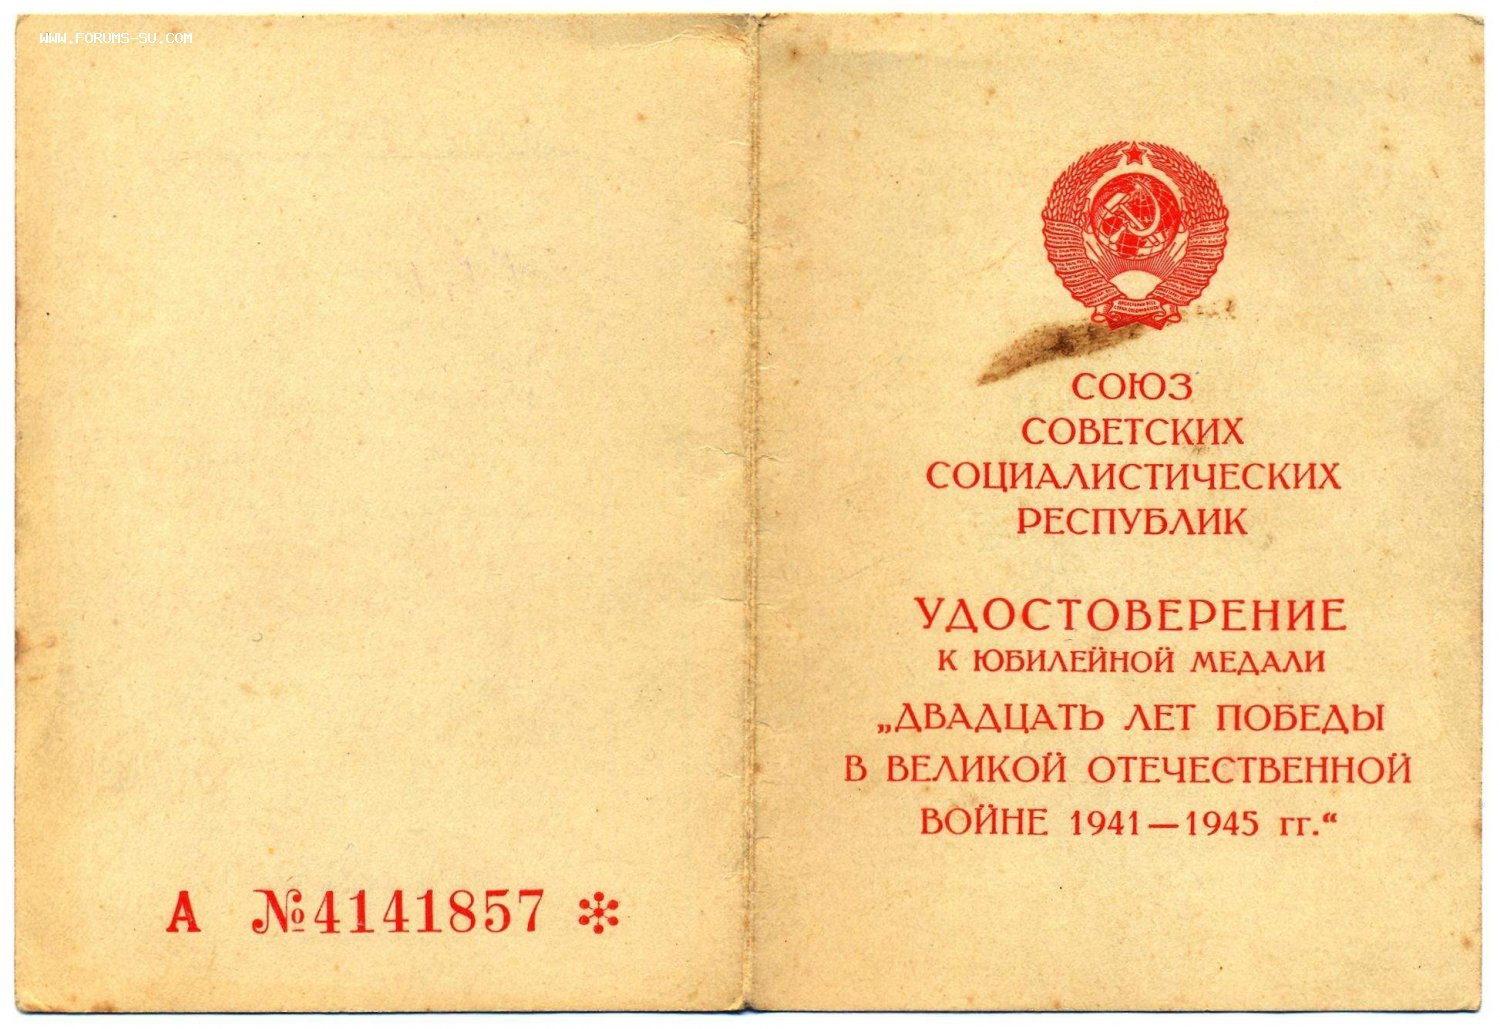 WWW.FORUMS-SU.COM
А №4141857
СОЮЗ
СОВЕТСКИХ
СОЦИАЛИСТИЧЕСКИХ
РЕСПУБЛИК
УДОСТОВЕРЕНИЕ
К ЮБИЛЕЙНОЙ МЕДАЛИ
„ДВАДЦАТЬ ЛЕТ ПОБЕДЫ
В ВЕЛИКОЙ ОТЕЧЕСТВЕННОЙ
ВОЙНЕ 1941—1945 гг.“